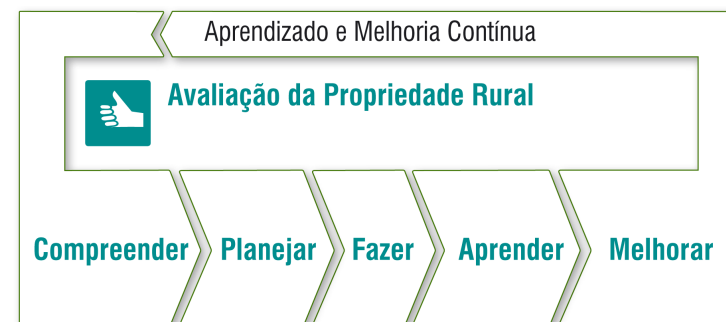 Aprendizado e Melhoria Contínua
Avaliação da Propriedade Rural
Compreender Planejar Fazer Aprender Melhorar